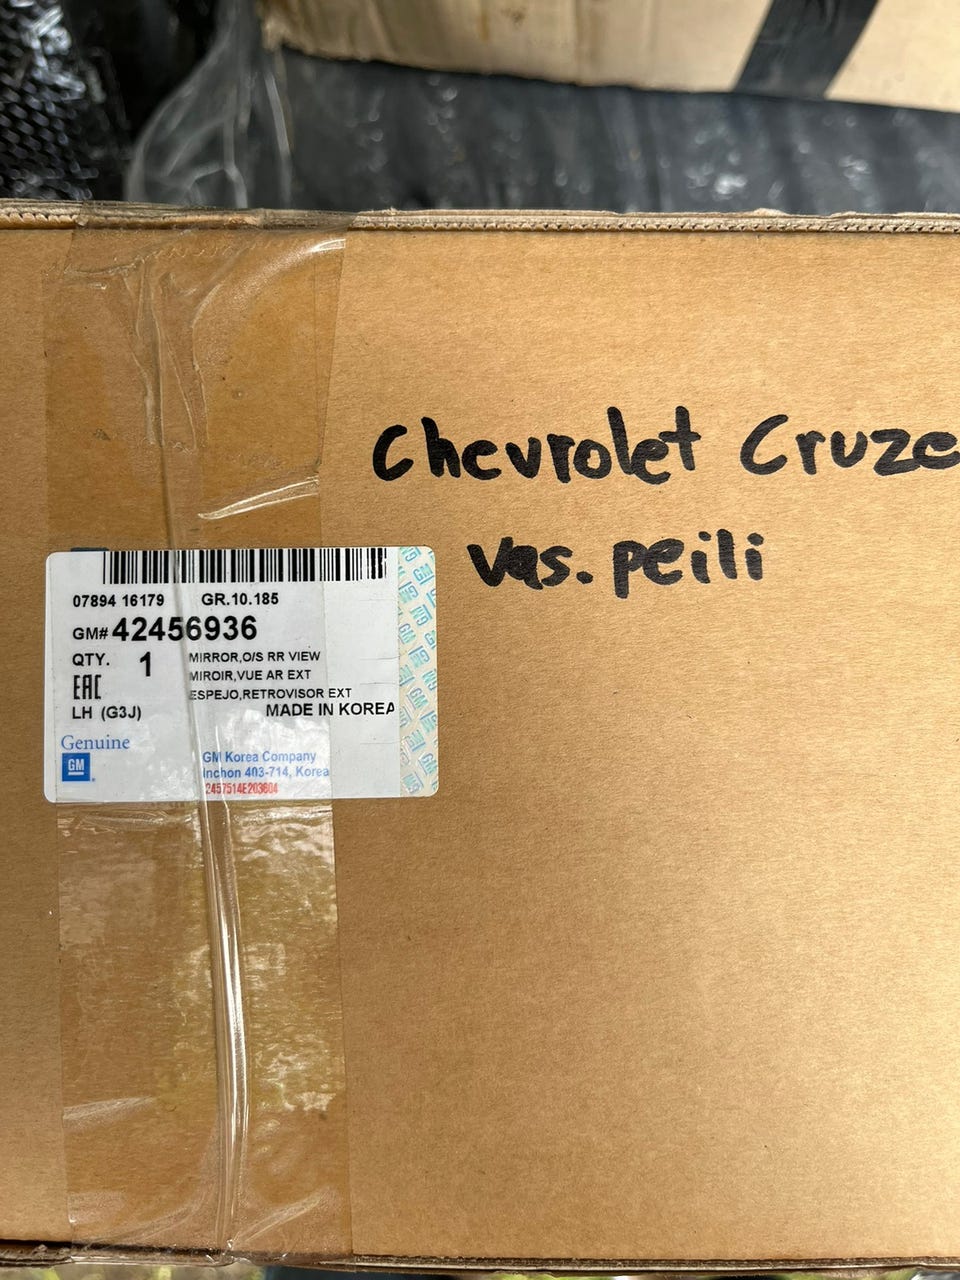 Chevrolet Cruze
vas. peili
07894 16179 GR.10.185
GM# 42456936
QTY. 1 MIRROR,O/S RR VIEW
MIROIR,VUE AR EXT
EAC ESPEJO,RETROVISOR EXT
LH (G3J) MADE IN KOREA
Genuine
GM
GM Korea Company
Inchon 403-714, Korea
2457514E203604
GM